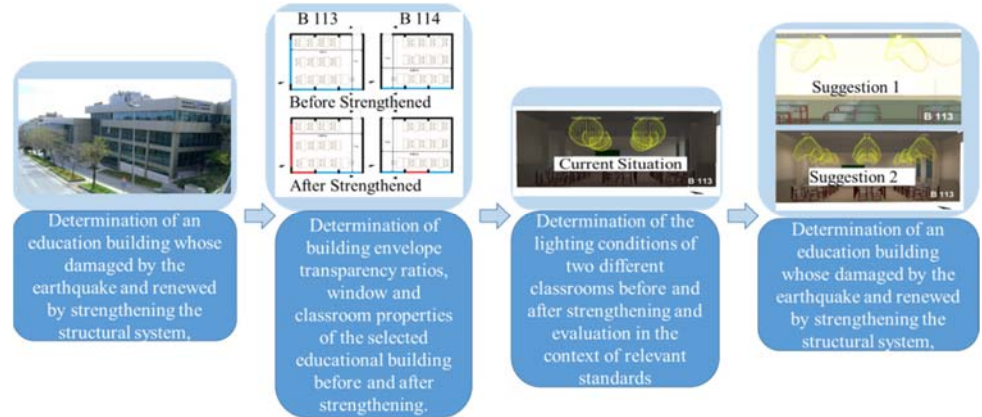 Determination of an
education building whose
damaged by the
earthquake and renewed
by strengthening the
structural system,
B 113
B 114
Before Strengthened
After Strengthened
Determination of
building envelope
transparency ratios,
window and
classroom properties
of the selected
educational building
before and after
strengthening.
Current Situation
B 113
Determination of the
lighting conditions of
two different
classrooms before and
after strengthening and
evaluation in the
context of relevant
standards
Suggestion 1
B 113
Suggestion 2
B 113
Determination of an
education building
whose damaged by the
earthquake and renewed
by strengthening the
structural system,